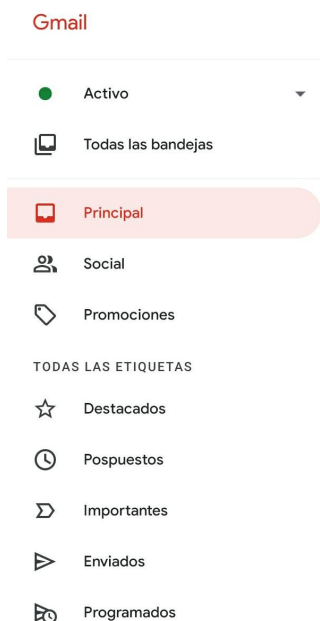 Gmail
Activo
Todas las bandejas
Principal
Social
Promociones
TODAS LAS ETIQUETAS
Destacados
Pospuestos
Importantes
Enviados
Programados